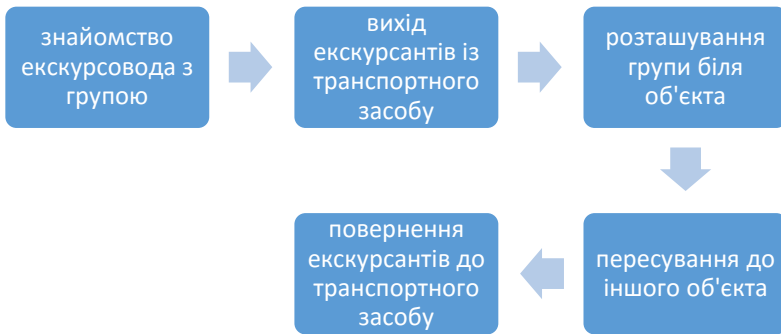 знайомство
екскурсовода з
групою
вихід
екскурсантів із
транспортного
засобу
розташування
групи біля
об'єкта
пересування до
іншого об'єкта
повернення
екскурсантів до
транспортного
засобу